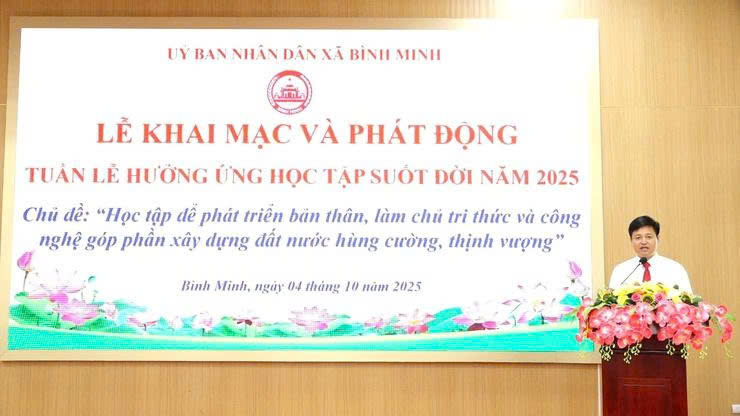 UỶ BAN NHÂN DÂN XÃ BÌNH MINH
LỄ KHAI MẠC VÀ PHÁT ĐỘNG
TUẦN LỄ HƯỞNG ỨNG HỌC TẬP SUỐT ĐỜI NĂM 2025
Chủ đề: “Học tập để phát triển bản thân, làm chủ tri thức và công
nghệ góp phần xây dựng đất nước hùng cường, thịnh vượng”
Bình Minh, ngày 04 tháng 10 năm 2025